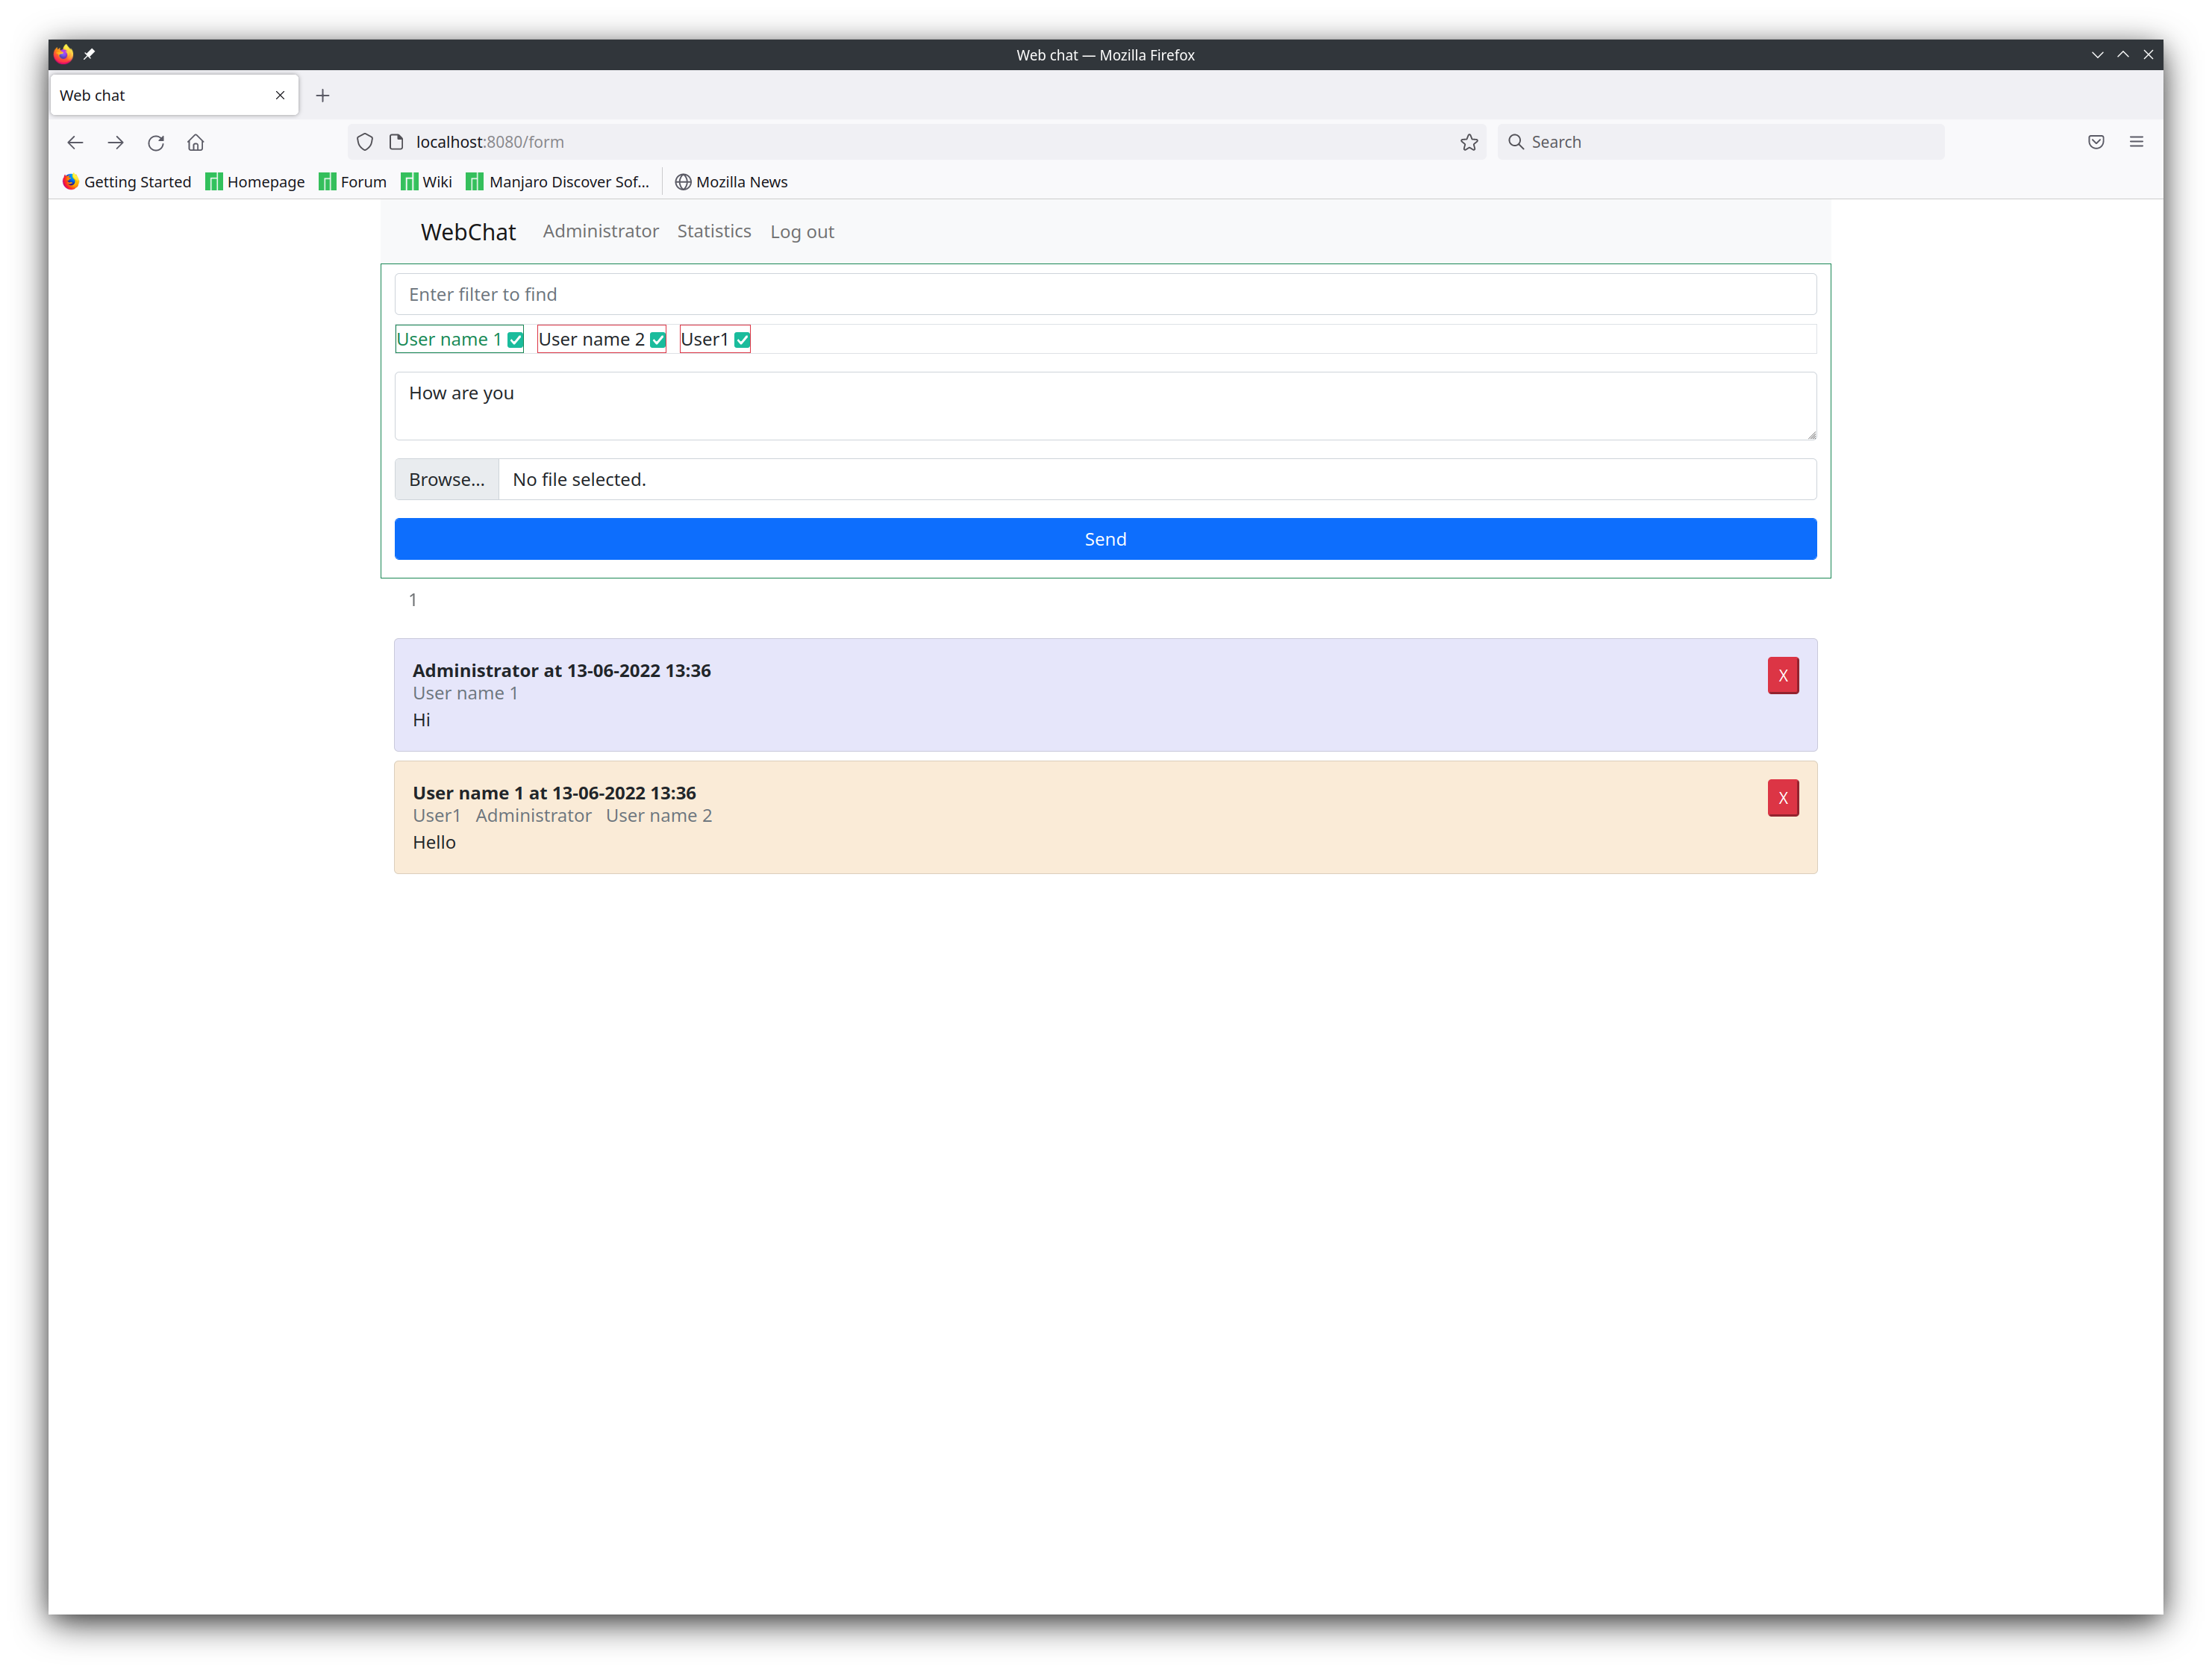 Web chat — Mozilla Firefox
Web chat
localhost:8080/form
Search
Getting Started Homepage Forum Wiki Manjaro Discover Sof... Mozilla News
WebChat Administrator Statistics Log out
Enter filter to find
User name 1 User name 2 User1
How are you
Browse... No file selected.
Send
1
Administrator at 13-06-2022 13:36
X
User name 1
Hi
User name 1 at 13-06-2022 13:36
X
User1 Administrator User name 2
Hello